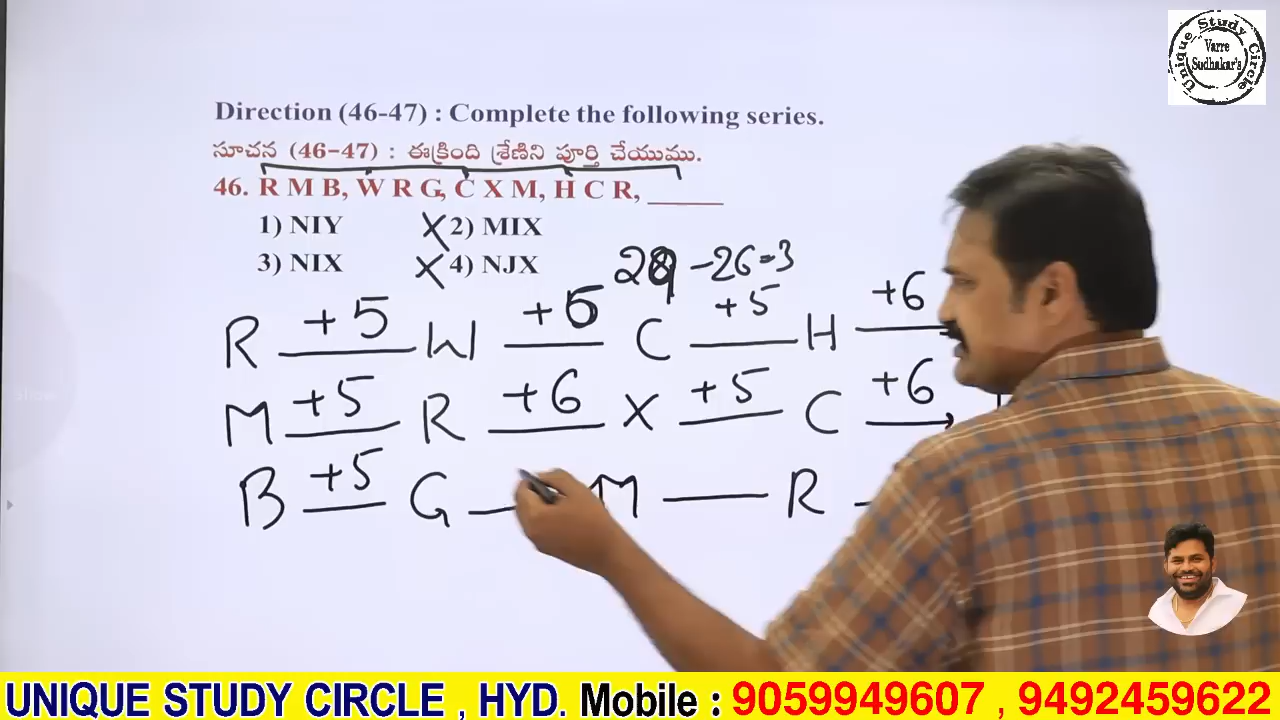 Unique Study Circle
Varre
Sudhakar's
Direction (46-47) : Complete the following series.
సూచన (46-47) : ఈక్రింది శ్రేణిని పూర్తి చేయుము.
46. R M B, W R G, C X M, H C R, ______
1) NIY X 2) MIX
3) NIX X 4) NJX
29 -26=3
R +5 W +6 C +5 H +6
M +5 R +6 X +5 C +6
B +5 G M R
UNIQUE STUDY CIRCLE , HYD. Mobile : 9059949607 , 9492459622